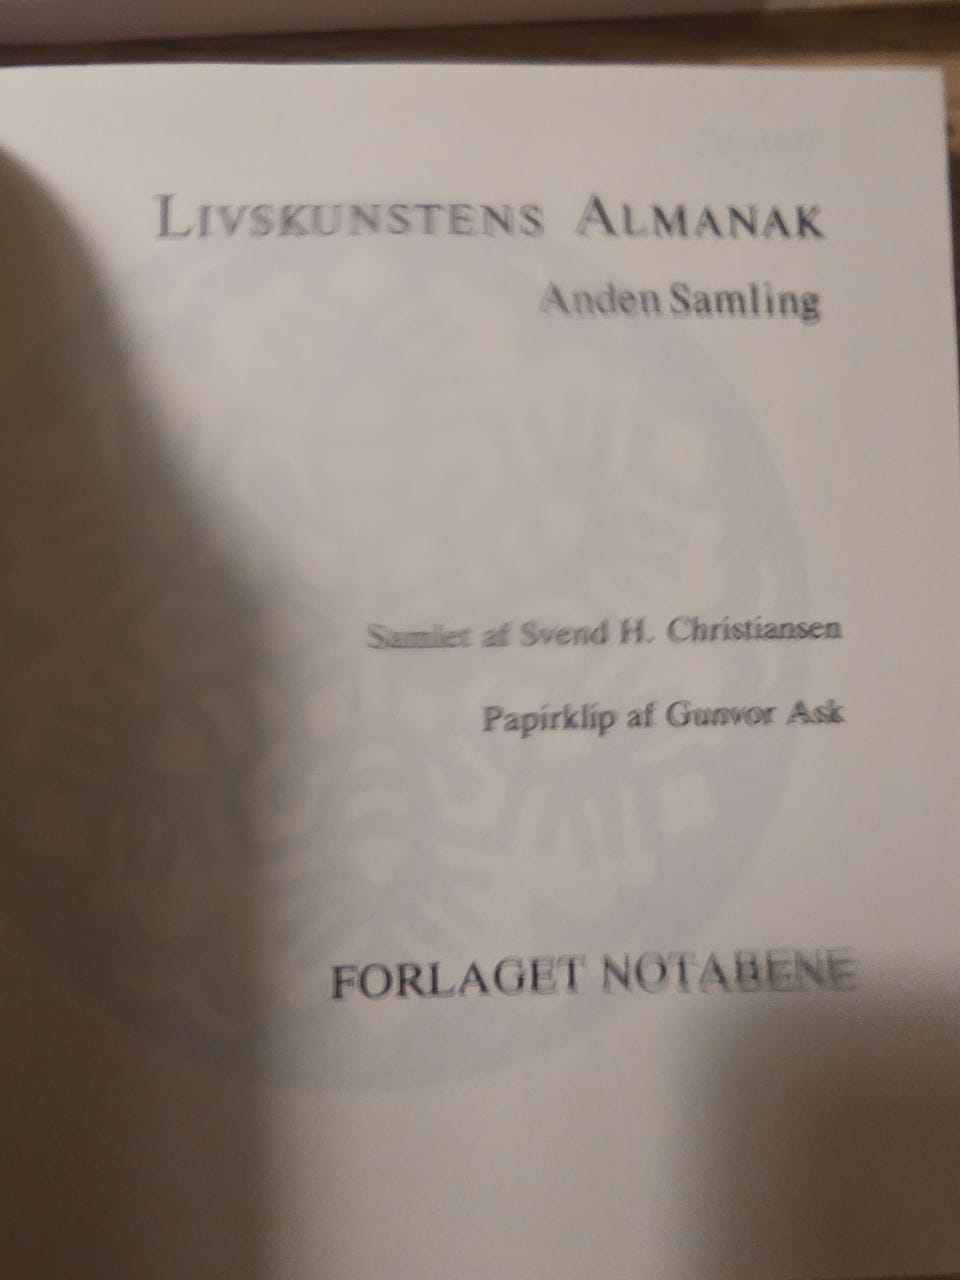 LIVSKUNSTENS ALMANAK
Anden Samling
Samlet af Svend H. Christiansen
Papirklip af Gunvor Ask
FORLAGET NOTABENE